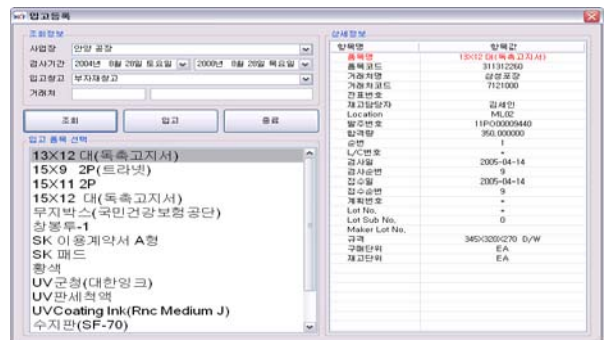 입고등록
조회정보
사업장 안양 공장
검사기간 2004년 8월 28일 토요일 2008년 8월 28일 목요일
입고창고 부자재창고
거래처
조회 입고 종료
입고 품목 선택
13X12 대(독촉고지서)
15X9 2P(트라넷)
15X11 2P
15X12 대(독촉고지서)
무지박스(국민건강보험공단)
창봉투-1
SK 이용계약서 A형
SK 패드
황색
UV군청(대한잉크)
UV판세척액
UVCoating Ink(Rnc Medium J)
수지판(SF-70)
상세정보
항목명 항목값
품목명 13X12 대(독촉고지서)
품목코드 311312260
거래처명 삼성포장
거래처코드 7121000
전표번호
재고담당자 김세인
Location ML02
발주번호 11PO00009440
합격량 350.000000
순번 1
L/C번호 -
검사일 2005-04-14
검사순번 9
접수일 2005-04-14
접수순번 9
계획번호 -
Lot No. -
Lot Sub No. 0
Maker Lot No.
규격 345X320X270 D/W
구매단위 EA
재고단위 EA